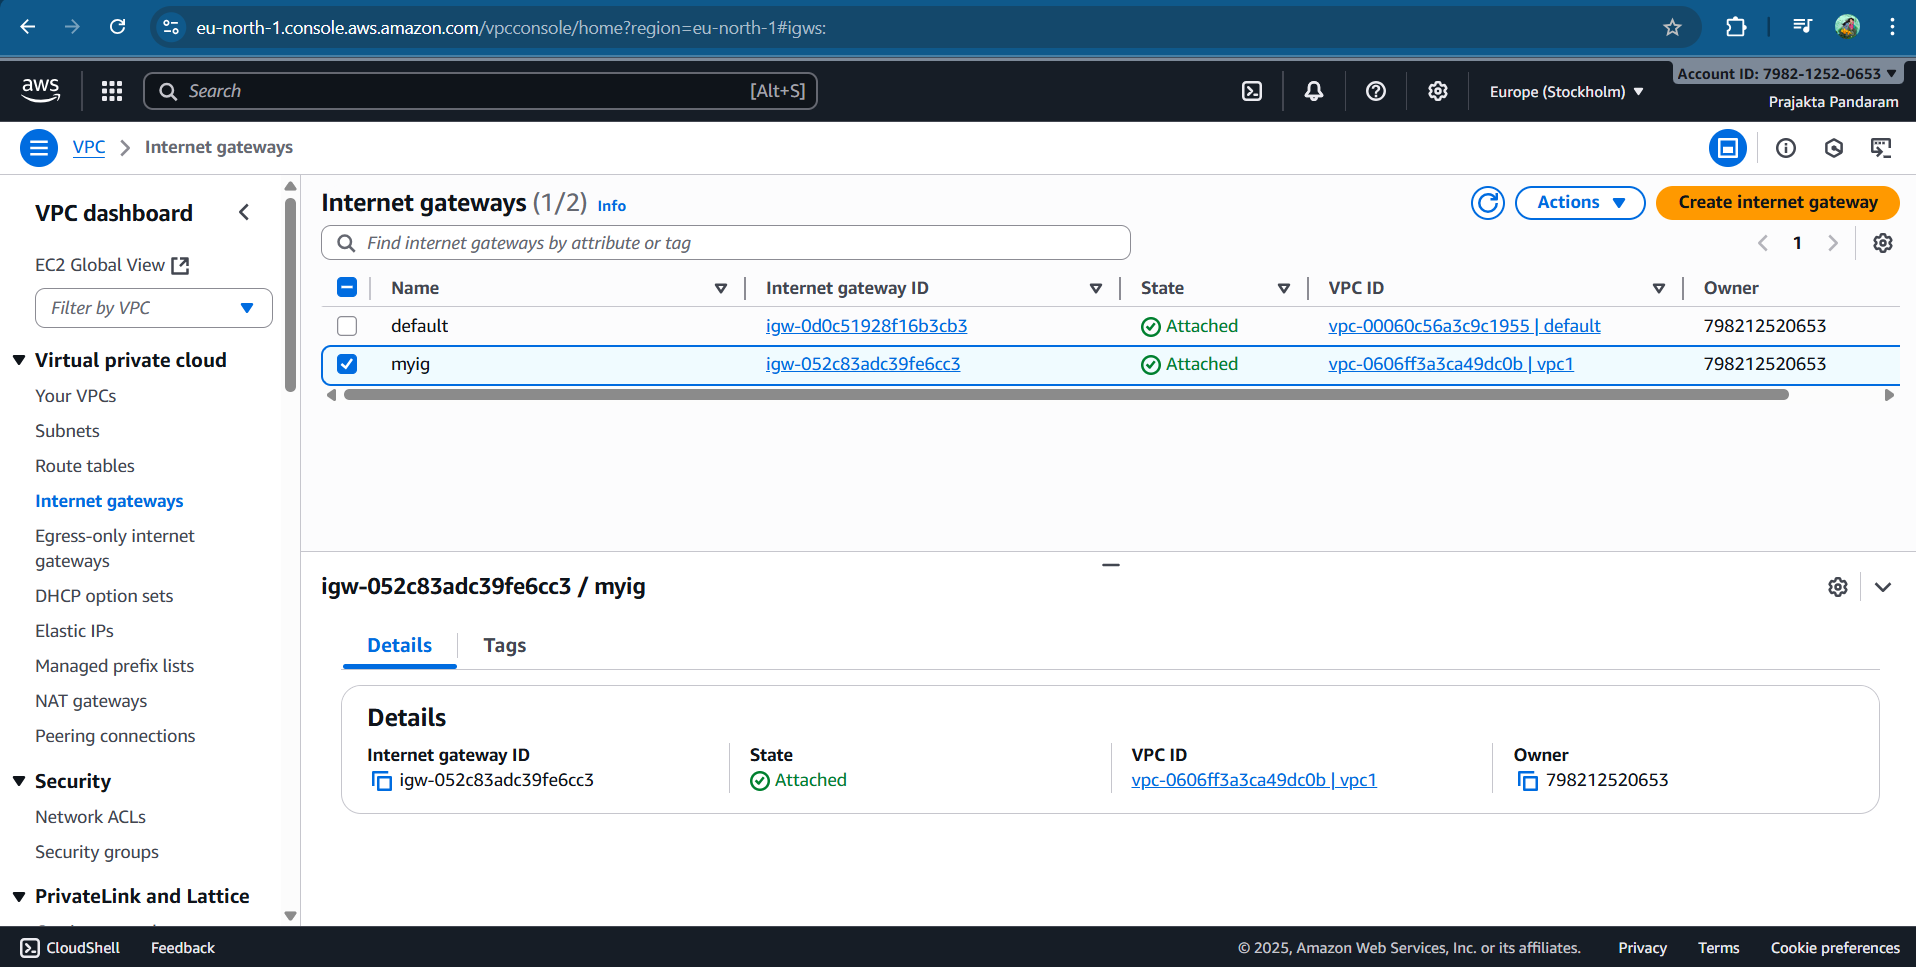 eu-north-1.console.aws.amazon.com/vpcconsole/home?region=eu-north-1#igws:
aws
Search
[Alt+S]
Europe (Stockholm)
Account ID: 7982-1252-0653
Prajakta Pandaram
VPC
Internet gateways
VPC dashboard
EC2 Global View
Filter by VPC
Virtual private cloud
Your VPCs
Subnets
Route tables
Internet gateways
Egress-only internet
gateways
DHCP option sets
Elastic IPs
Managed prefix lists
NAT gateways
Peering connections
Security
Network ACLs
Security groups
PrivateLink and Lattice
Internet gateways (1/2) Info
Actions
Create internet gateway
Find internet gateways by attribute or tag
1
Name Internet gateway ID State VPC ID Owner
default igw-0d0c51928f16b3cb3 Attached vpc-00060c56a3c9c1955 | default 798212520653
myig igw-052c83adc39fe6cc3 Attached vpc-0606ff3a3ca49dc0b | vpc1 798212520653
igw-052c83adc39fe6cc3 / myig
Details Tags
Details
Internet gateway ID State VPC ID Owner
igw-052c83adc39fe6cc3 Attached vpc-0606ff3a3ca49dc0b | vpc1 798212520653
CloudShell Feedback © 2025, Amazon Web Services, Inc. or its affiliates. Privacy Terms Cookie preferences